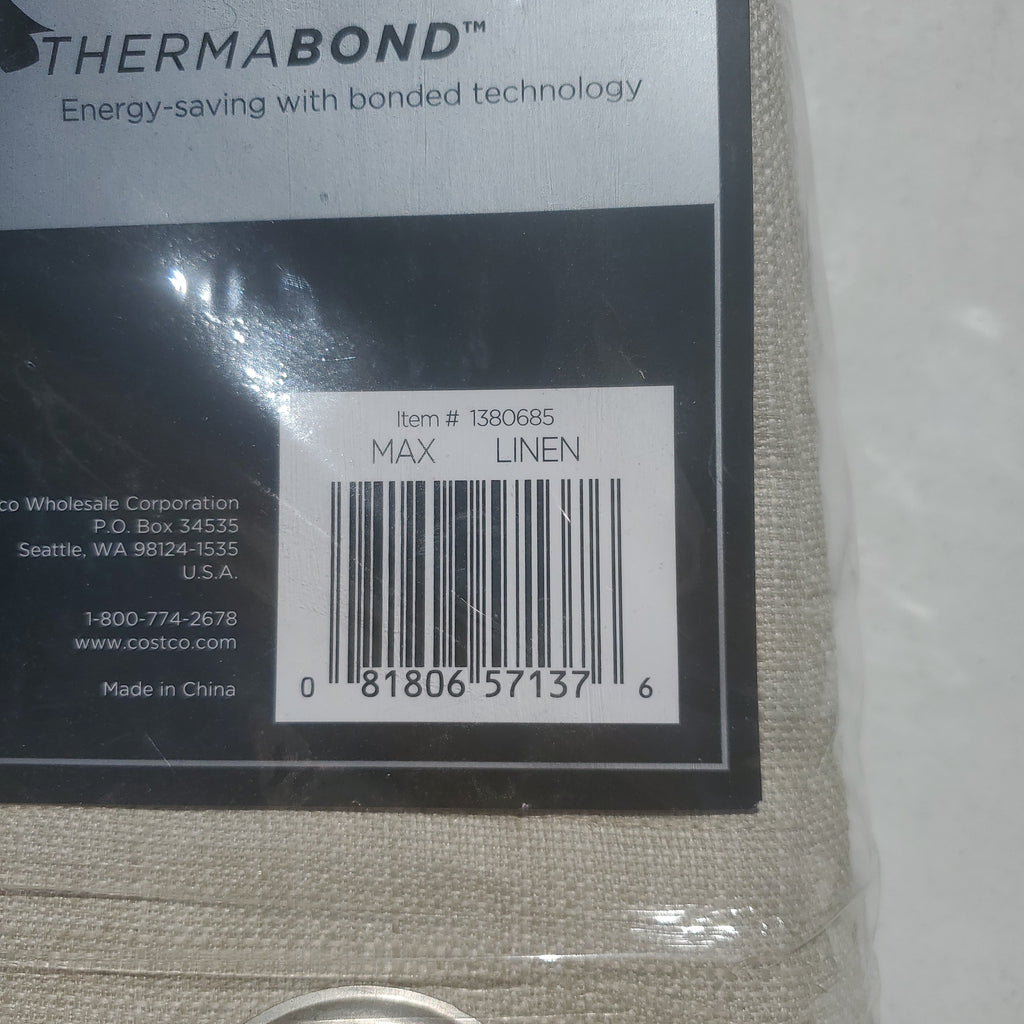 THERMABOND™
Energy-saving with bonded technology
Item # 1380685
MAX LINEN
co Wholesale Corporation
P.O. Box 34535
Seattle, WA 98124-1535
U.S.A.
1-800-774-2678
www.costco.com
Made in China
0 81806 57137 6